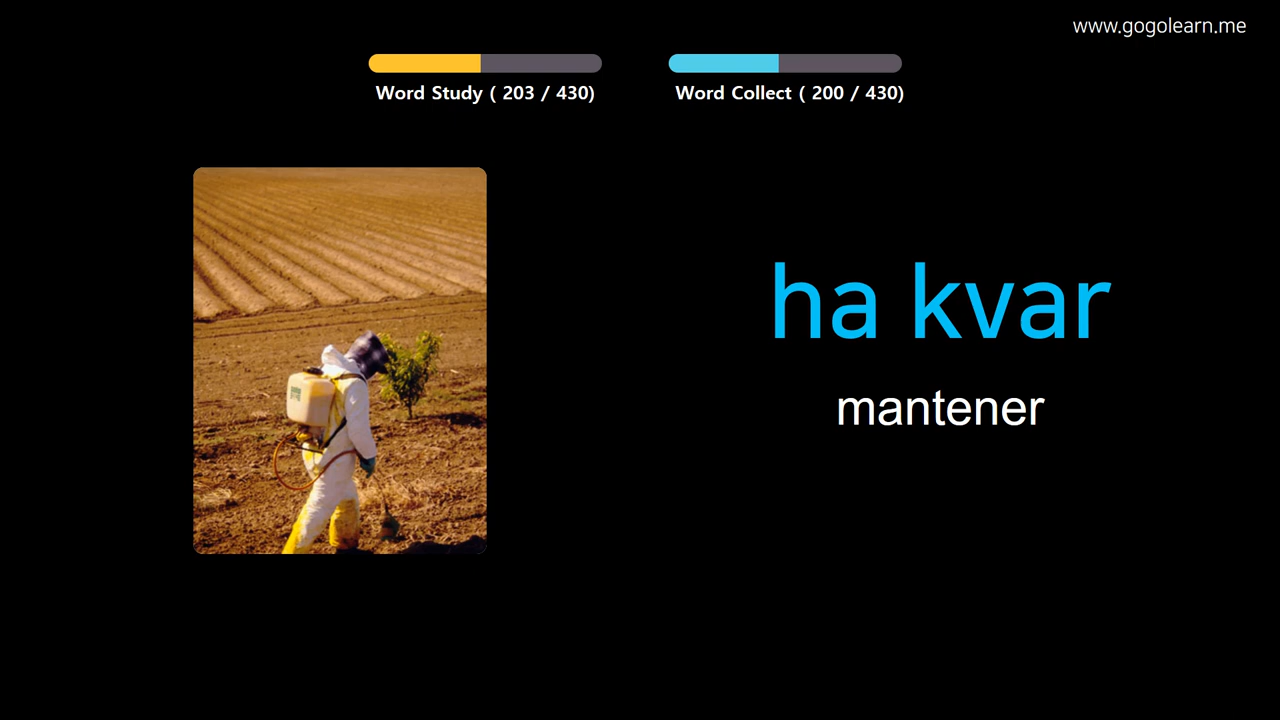 www.gogolearn.me
Word Study ( 203 / 430)
Word Collect ( 200 / 430)
ha kvar
mantener